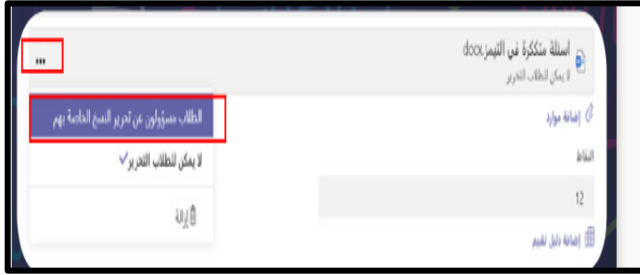 اسئلة متكررة في التيمز.docx
لا يمكن للطلاب التحرير
إضافة موارد
النقاط
12
إضافة دليل تقييم
...
الطلاب مسؤولون عن تحرير النسخ الخاصة بهم
لا يمكن للطلاب التحرير
إزالة